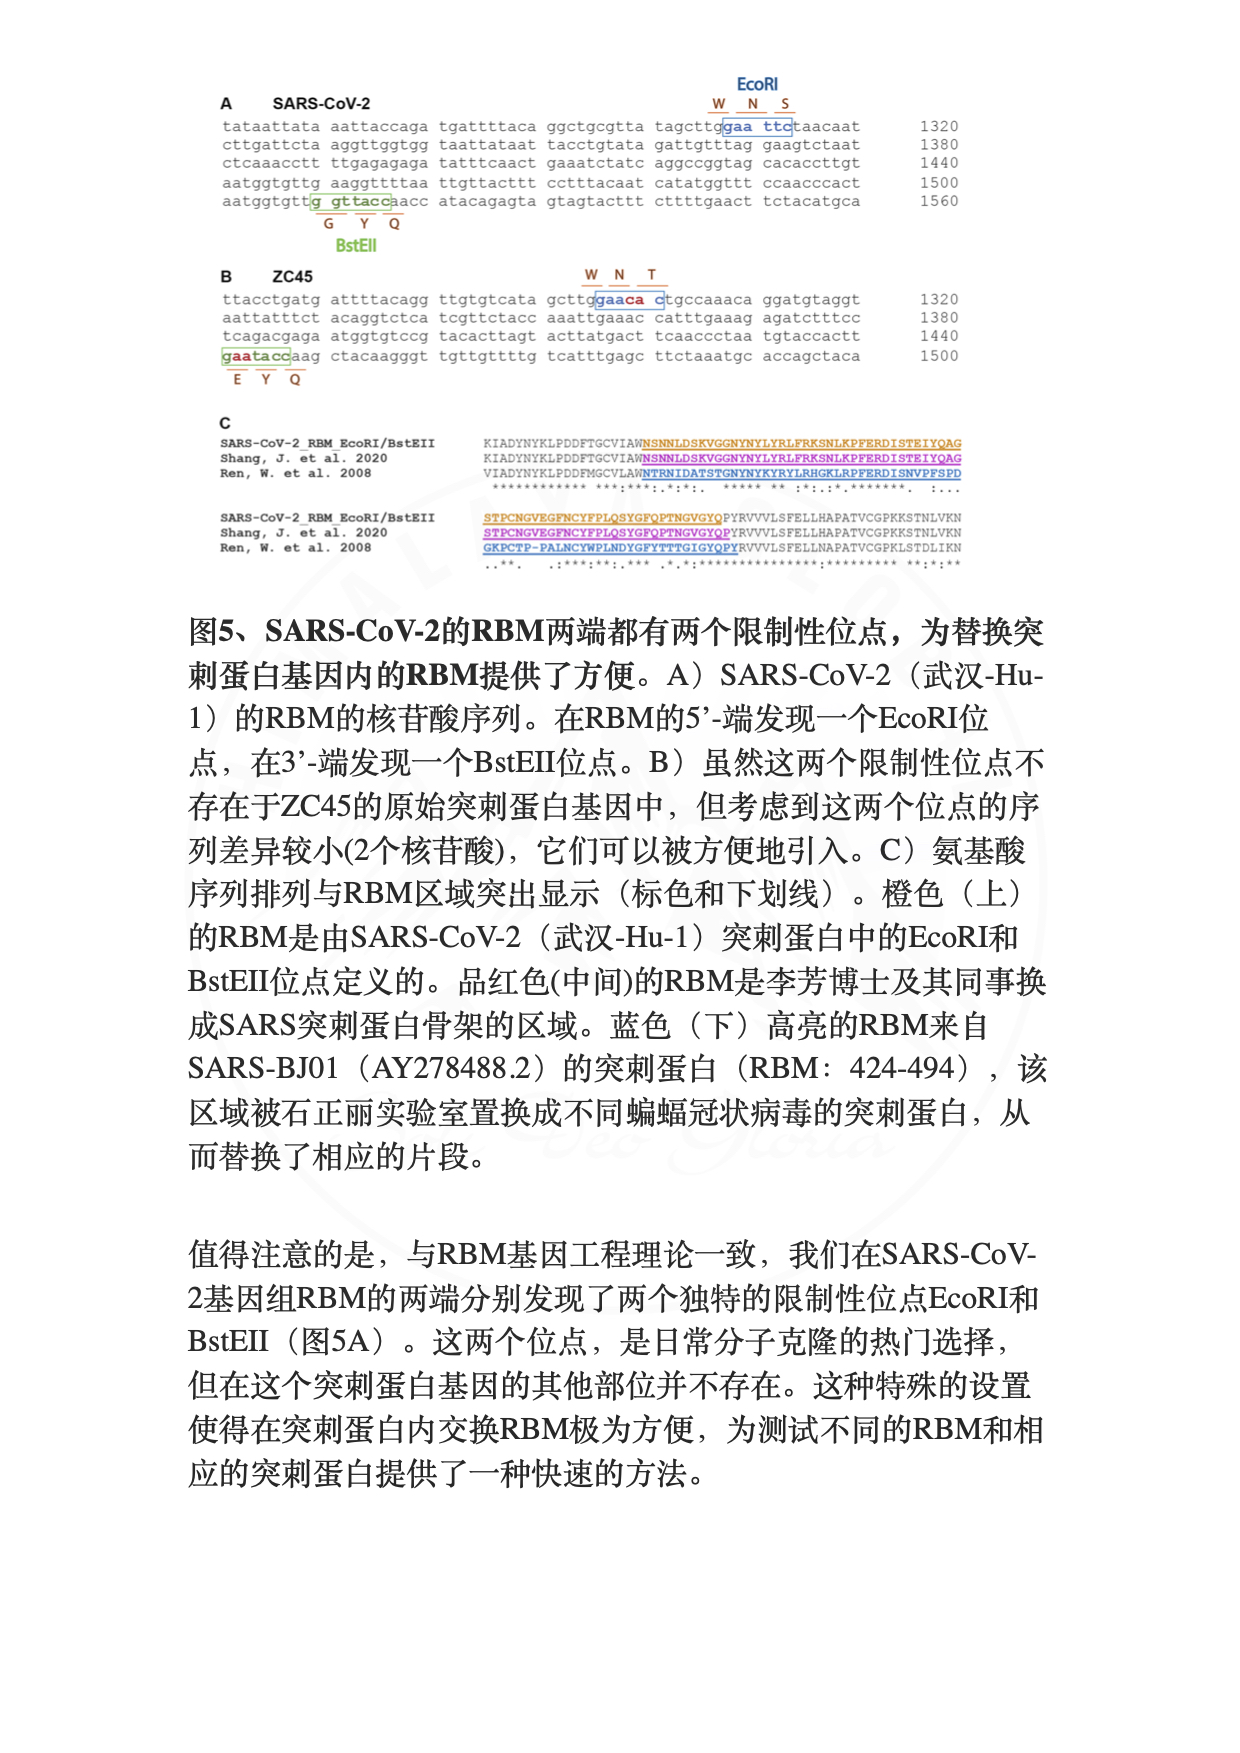 EcoRI
A SARS-CoV-2 W N S
tataattata aattaccaga tgattttaca ggctgcgtta tagcttggaa ttctaacaat 1320
cttgattcta aggttggtgg taattataat tacctgtata gattgtttag gaagtctaat 1380
ctcaaacctt ttgagagaga tatttcaact gaaatctatc aggccggtag cacaccttgt 1440
aatggtgttg aaggttttaa ttgttacttt cctttacaat catatggttt ccaacccact 1500
aatggtgttg gttaccaacc atacagagta gtagtacttt cttttgaact tctacatgca 1560
G Y Q
BstEII
B ZC45 W N T
ttacctgatg attttacagg ttgtgtcata gcttggaaca ctgccaaaca ggatgtaggt 1320
aattatttct acaggtctca tcgttctacc aaattgaaac catttgaaag agatctttcc 1380
tcagacgaga atggtgtccg tacacttagt acttatgact tcaaccctaa tgtaccactt 1440
gaataccaag ctacaagggt tgttgttttg tcatttgagc ttctaaatgc accagctaca 1500
E Y Q
C
SARS-CoV-2_RBM_EcoRI/BstEII KIADYNYKLPDDFTGCVIAWNSNNLDSKVGGNYNYLYRLFRKSNLKPFERDISTEIYQAG
Shang, J. et al. 2020 KIADYNYKLPDDFTGCVIAWNSNNLDSKVGGNYNYLYRLFRKSNLKPFERDISTEIYQAG
Ren, W. et al. 2008 VIADYNYKLPDDFMGCVLAWNTRNIDATSTGNYNYKYRYLRHGKLRPFERDISNVPFSPD
************ ***:***:.*:*:. ***** ** :*:.:*.*******. :...
SARS-CoV-2_RBM_EcoRI/BstEII STPCNGVEGFNCYFPLQSYGFQPTNGVGYQPYRVVVLSFELLHAPATVCGPKKSTNLVKN
Shang, J. et al. 2020 STPCNGVEGFNCYFPLQSYGFQPTNGVGYQPYRVVVLSFELLHAPATVCGPKKSTNLVKN
Ren, W. et al. 2008 GKPCTP-PALNCYWPLNDYGFYTTTGIGYQPYRVVVLSFELLNAPATVCGPKLSTDLIKN
..**. .:***:**:.*** .*.*:***************:********* **:*:**
图5、SARS-CoV-2的RBM两端都有两个限制性位点，为替换突
刺蛋白基因内的RBM提供了方便。A）SARS-CoV-2（武汉-Hu-
1）的RBM的核苷酸序列。在RBM的5’-端发现一个EcoRI位
点，在3’-端发现一个BstEII位点。B）虽然这两个限制性位点不
存在于ZC45的原始突刺蛋白基因中，但考虑到这两个位点的序
列差异较小(2个核苷酸)，它们可以被方便地引入。C）氨基酸
序列排列与RBM区域突出显示（标色和下划线）。橙色（上）
的RBM是由SARS-CoV-2（武汉-Hu-1）突刺蛋白中的EcoRI和
BstEII位点定义的。品红色(中间)的RBM是李芳博士及其同事换
成SARS突刺蛋白骨架的区域。蓝色（下）高亮的RBM来自
SARS-BJ01（AY278488.2）的突刺蛋白（RBM：424-494），该
区域被石正丽实验室置换成不同蝙蝠冠状病毒的突刺蛋白，从
而替换了相应的片段。
值得注意的是，与RBM基因工程理论一致，我们在SARS-CoV-
2基因组RBM的两端分别发现了两个独特的限制性位点EcoRI和
BstEII（图5A）。这两个位点，是日常分子克隆的热门选择，
但在这个突刺蛋白基因的其他部位并不存在。这种特殊的设置
使得在突刺蛋白内交换RBM极为方便，为测试不同的RBM和相
应的突刺蛋白提供了一种快速的方法。